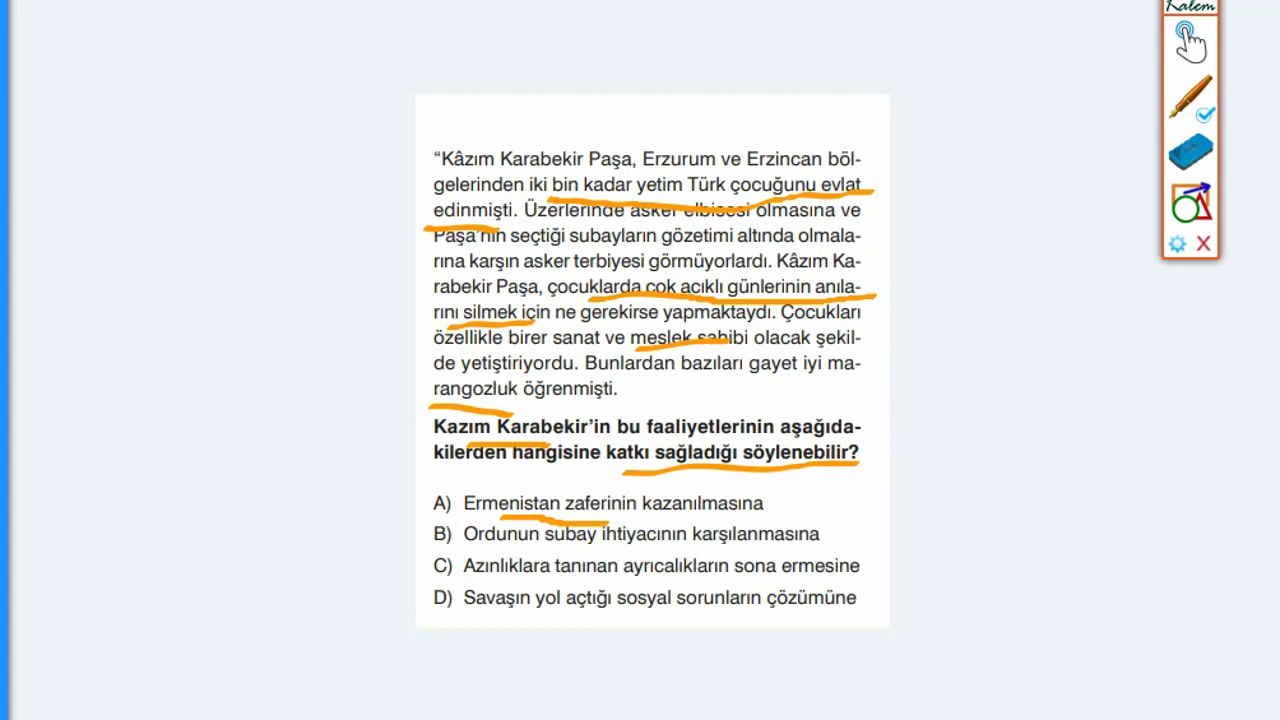 Kalem
“Kâzım Karabekir Paşa, Erzurum ve Erzincan böl-
gelerinden iki bin kadar yetim Türk çocuğunu evlat
edinmişti. Üzerlerinde asker elbisesi olmasına ve
Paşa’nın seçtiği subayların gözetimi altında olmala-
rına karşın asker terbiyesi görmüyorlardı. Kâzım Ka-
rabekir Paşa, çocuklarda çok acıklı günlerinin anıla-
rını silmek için ne gerekirse yapmaktaydı. Çocukları
özellikle birer sanat ve meslek sahibi olacak şekil-
de yetiştiriyordu. Bunlardan bazıları gayet iyi ma-
rangozluk öğrenmişti.
Kazım Karabekir’in bu faaliyetlerinin aşağıda-
kilerden hangisine katkı sağladığı söylenebilir?
A) Ermenistan zaferinin kazanılmasına
B) Ordunun subay ihtiyacının karşılanmasına
C) Azınlıklara tanınan ayrıcalıkların sona ermesine
D) Savaşın yol açtığı sosyal sorunların çözümüne